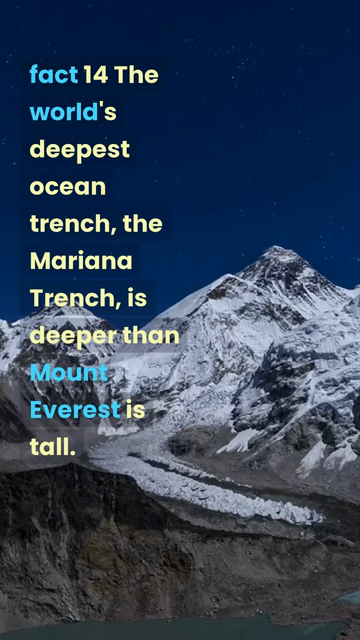 fact 14 The
world's
deepest
ocean
trench, the
Mariana
Trench, is
deeper than
Mount
Everest is
tall.